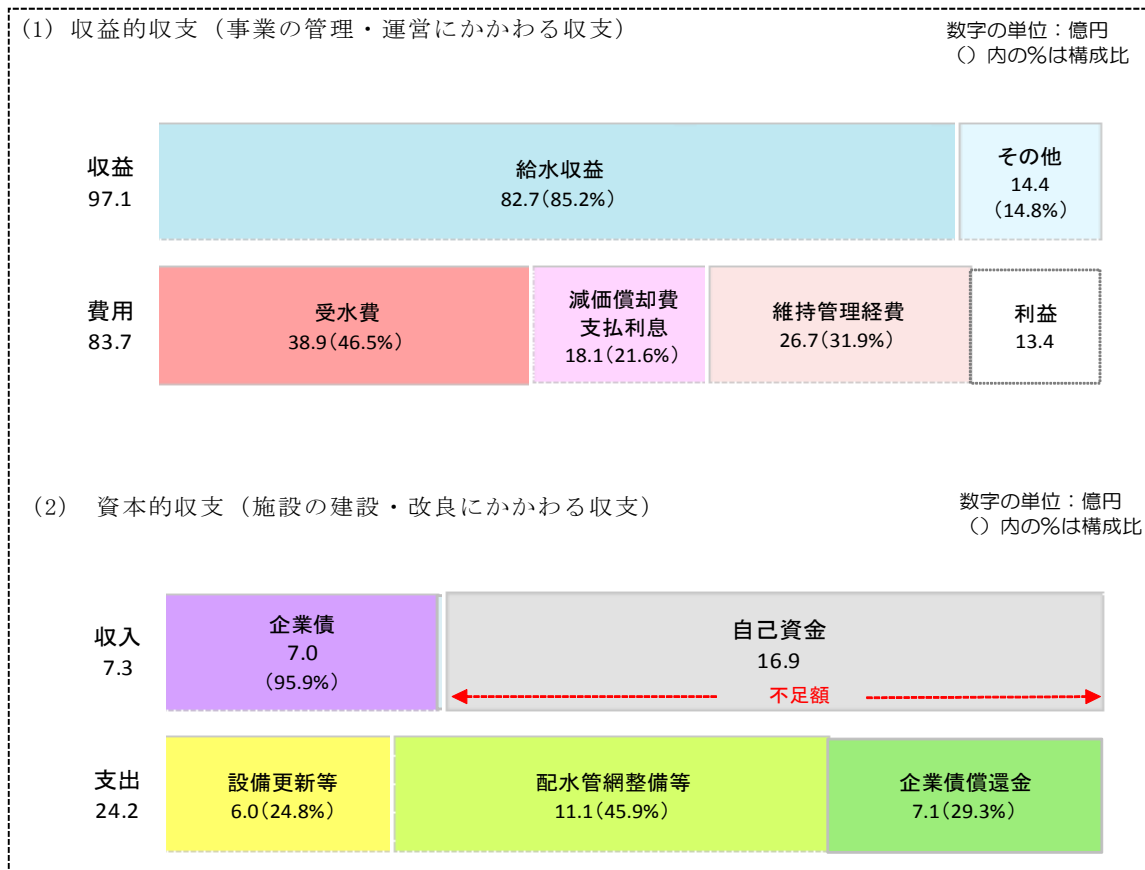 (1) 収益的収支（事業の管理・運営にかかわる収支）
数字の単位：億円
（）内の%は構成比
収益
97.1
給水収益
82.7(85.2%)
その他
14.4
(14.8%)
費用
83.7
受水費
38.9(46.5%)
減価償却費
支払利息
18.1(21.6%)
維持管理経費
26.7(31.9%)
利益
13.4
(2) 資本的収支（施設の建設・改良にかかわる収支）
数字の単位：億円
（）内の%は構成比
収入
7.3
企業債
7.0
(95.9%)
自己資金
16.9
不足額
支出
24.2
設備更新等
6.0(24.8%)
配水管網整備等
11.1(45.9%)
企業債償還金
7.1(29.3%)